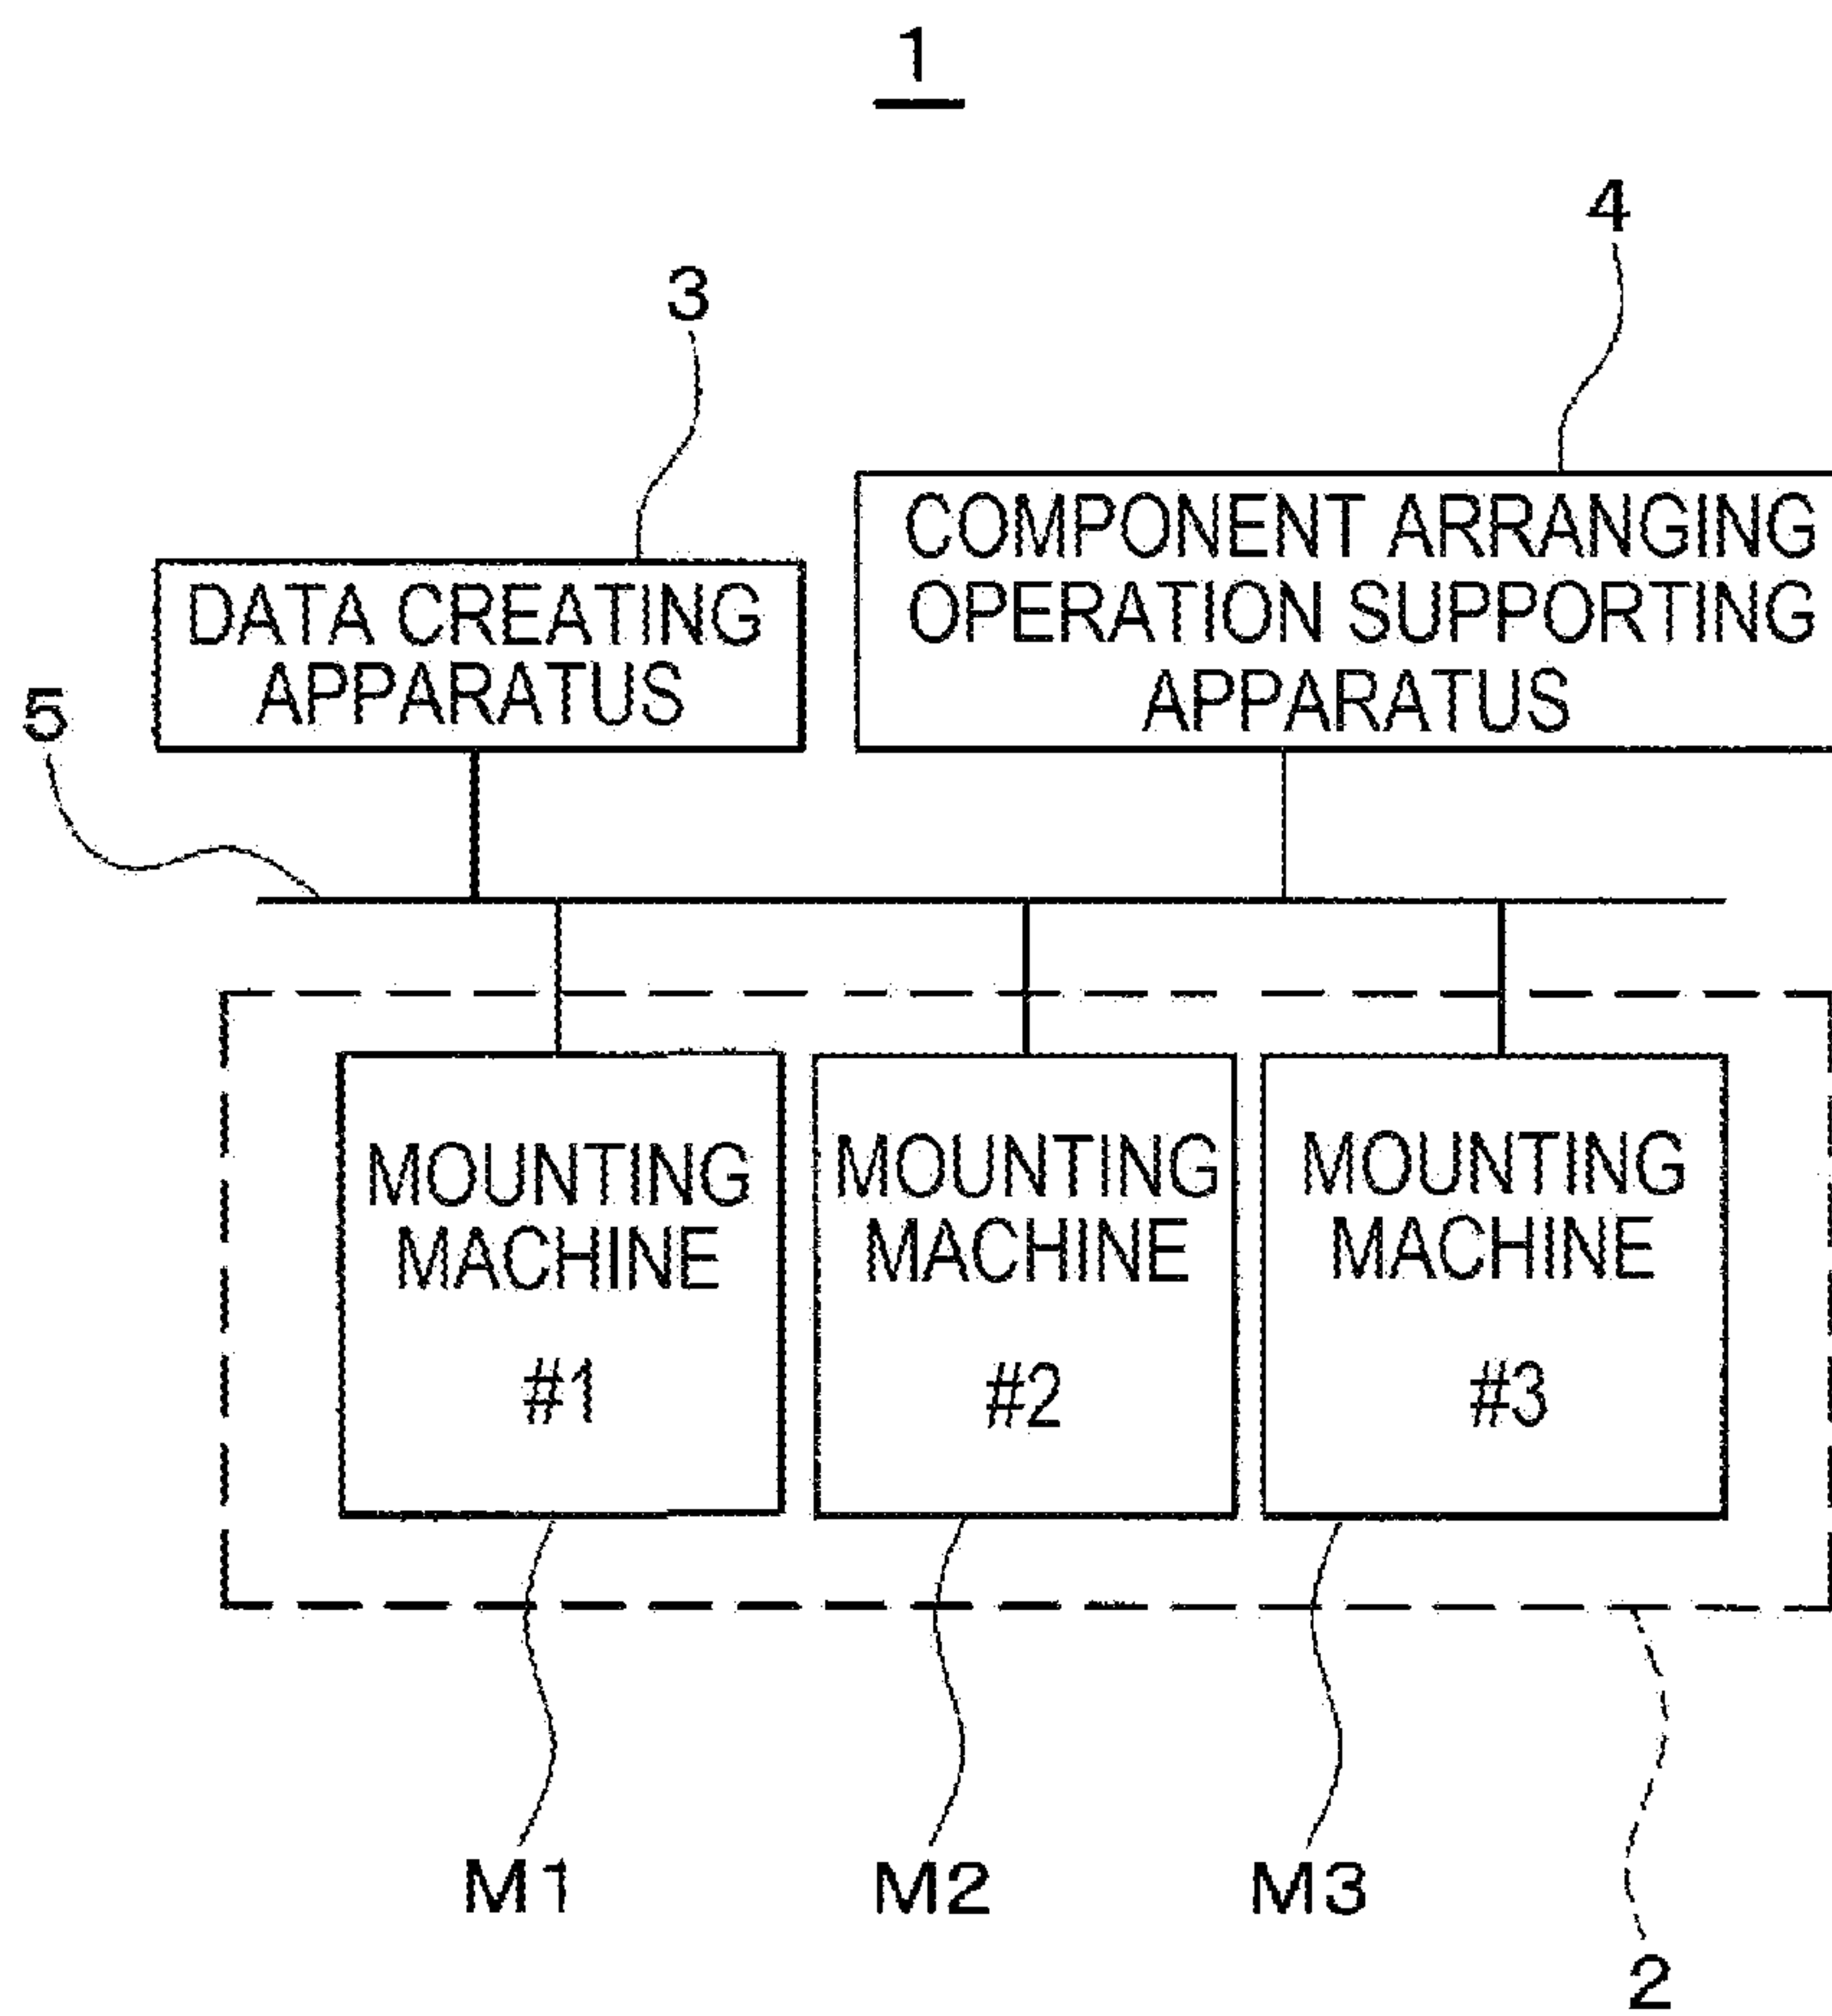 1
4
3
COMPONENT ARRANGING
OPERATION SUPPORTING
APPARATUS
DATA CREATING
APPARATUS
5
MOUNTING
MACHINE
#1
MOUNTING
MACHINE
#2
MOUNTING
MACHINE
#3
M1
M2
M3
2